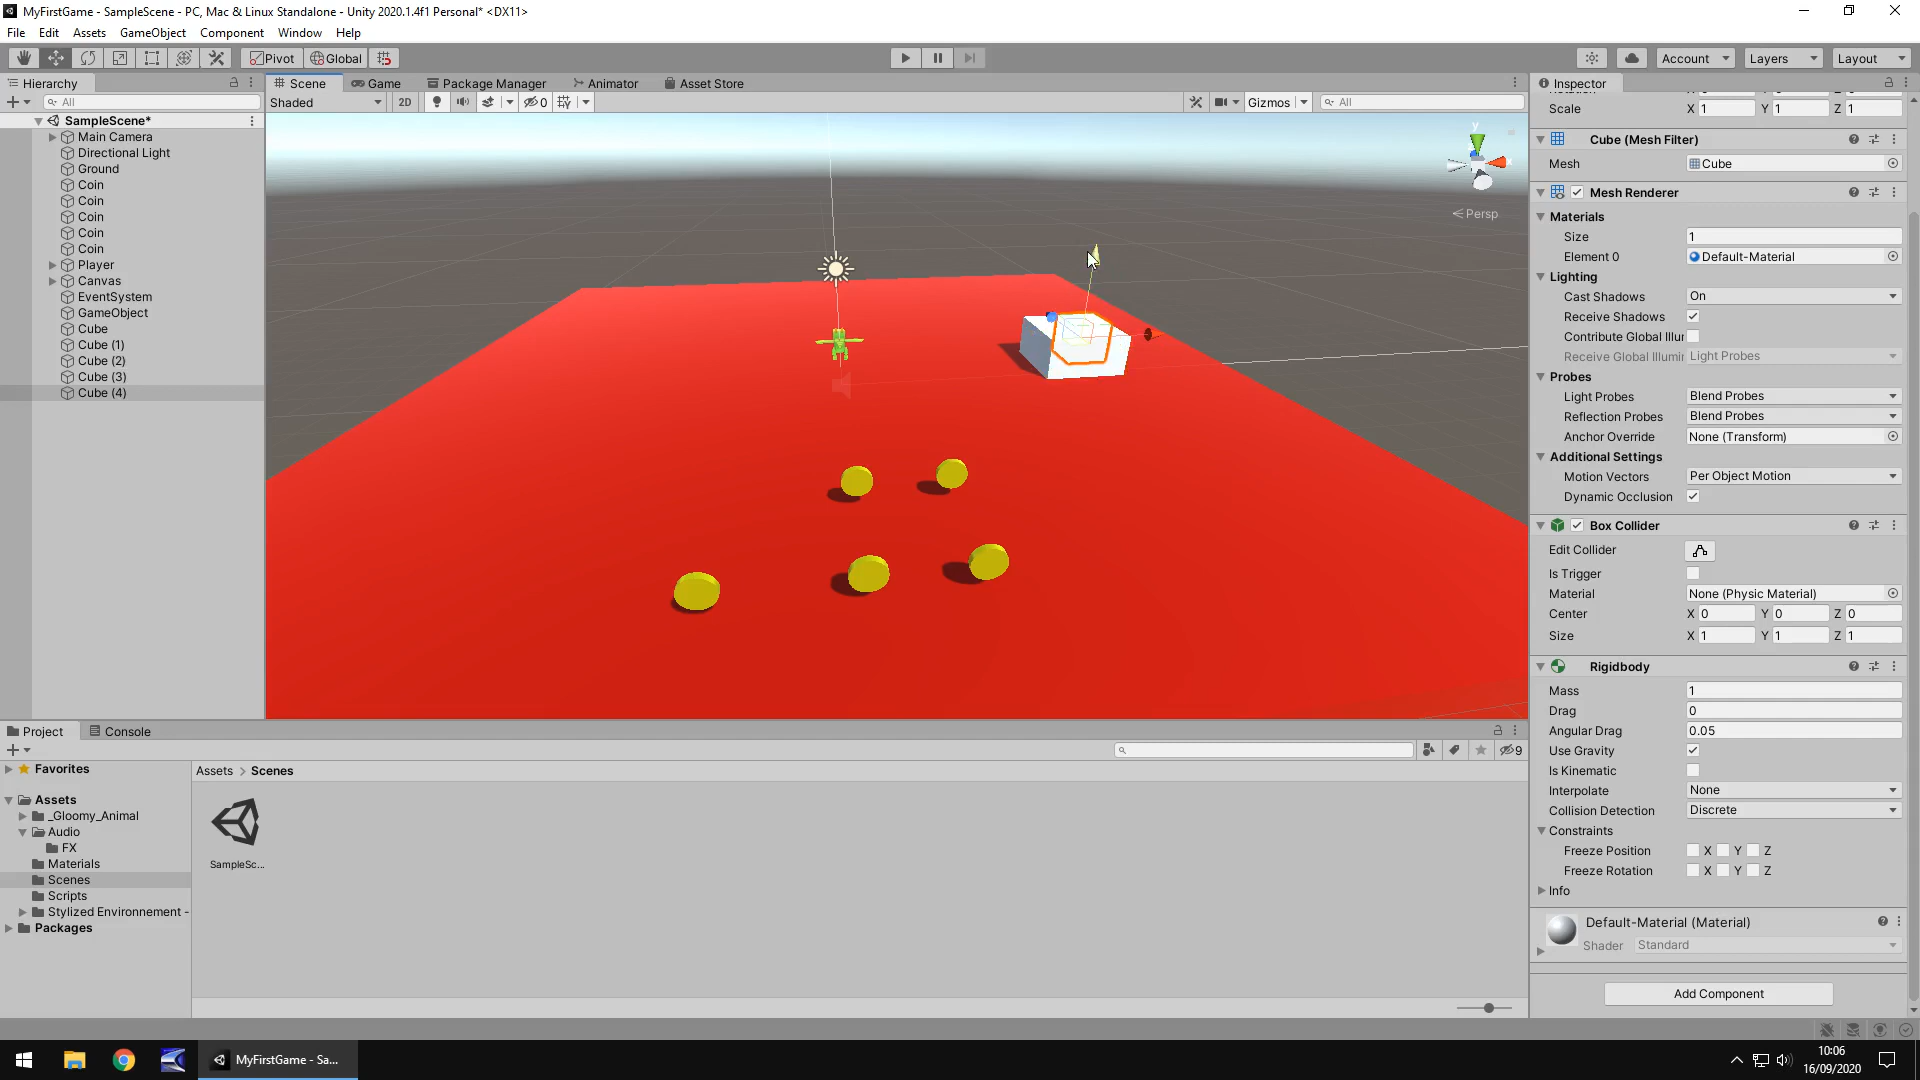 MyFirstGame - SampleScene - PC, Mac & Linux Standalone - Unity 2020.1.4f1 Personal* <DX11>
File Edit Assets GameObject Component Window Help
Pivot Global Account Layers Layout
Hierarchy
All
SampleScene*
Main Camera
Directional Light
Ground
Coin
Coin
Coin
Coin
Coin
Player
Canvas
EventSystem
GameObject
Cube
Cube (1)
Cube (2)
Cube (3)
Cube (4)
Scene Game Package Manager Animator Asset Store
Shaded 2D 0 Gizmos All
y
Persp
Inspector
Scale X 1 Y 1 Z 1
Cube (Mesh Filter)
Mesh Cube
Mesh Renderer
Materials
Size 1
Element 0 Default-Material
Lighting
Cast Shadows On
Receive Shadows
Contribute Global Illur
Receive Global Illumir Light Probes
Probes
Light Probes Blend Probes
Reflection Probes Blend Probes
Anchor Override None (Transform)
Additional Settings
Motion Vectors Per Object Motion
Dynamic Occlusion
Box Collider
Edit Collider
Is Trigger
Material None (Physic Material)
Center X 0 Y 0 Z 0
Size X 1 Y 1 Z 1
Rigidbody
Mass 1
Drag 0
Angular Drag 0.05
Use Gravity
Is Kinematic
Interpolate None
Collision Detection Discrete
Constraints
Freeze Position X Y Z
Freeze Rotation X Y Z
Info
Default-Material (Material)
Shader Standard
Add Component
Project Console
9
Favorites
Assets
_Gloomy_Animal
Audio
FX
Materials
Scenes
Scripts
Stylized Environnement -
Packages
Assets > Scenes
SampleSc...
MyFirstGame - Sa...
10:06
16/09/2020